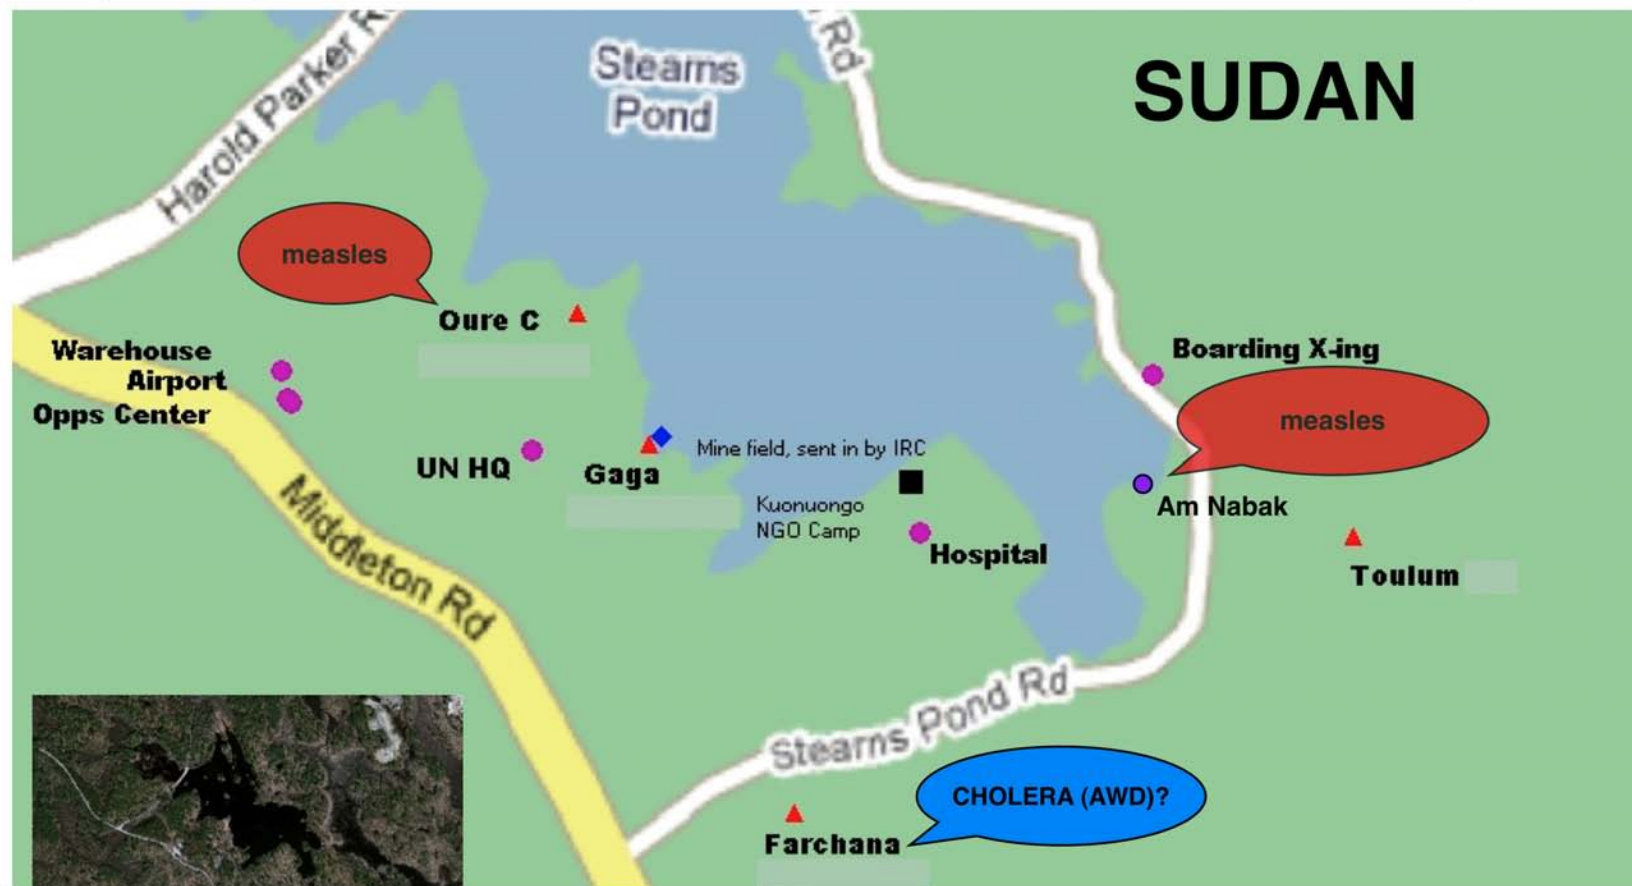 Rd
Stearns
Pond
SUDAN
Harold Parker R
measles
Oure C
Warehouse
Airport
Opps Center
Boarding X-ing
measles
UN HQ
Gaga
Mine field, sent in by IRC
Kuonuongo
NGO Camp
Hospital
Am Nabak
Toulum
Middleton Rd
Stearns Pond Rd
CHOLERA (AWD)?
Farchana